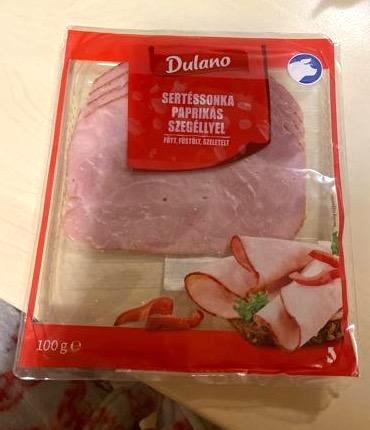 Dulano
SERTÉSSONKA
PAPRIKÁS
SZEGÉLLYEL
FŐTT, FÜSTÖLT, SZELETELT
100 g ℮